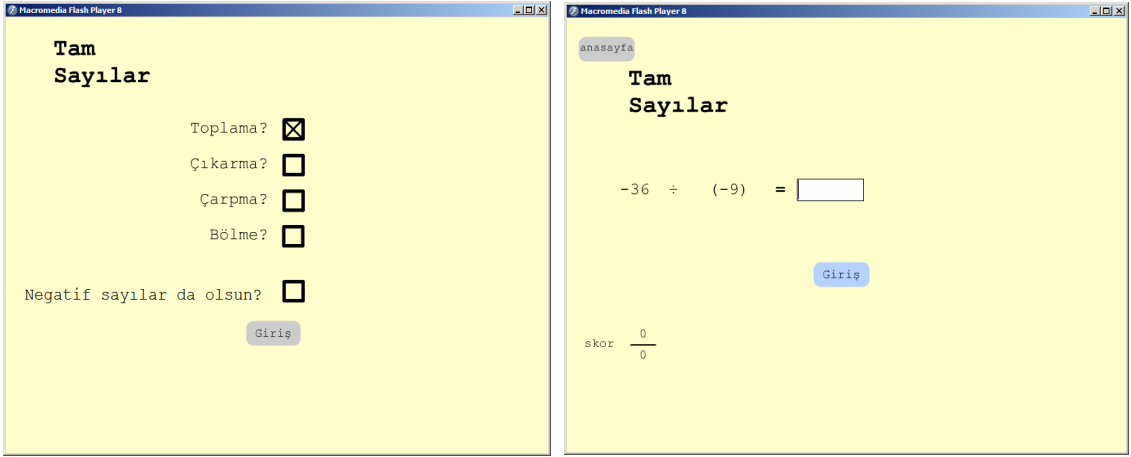 Macromedia Flash Player 8
Tam
Sayılar
Toplama?
Çıkarma?
Çarpma?
Bölme?
Negatif sayılar da olsun?
Giriş
Macromedia Flash Player 8
anasayfa
Tam
Sayılar
-36 ÷ (-9) =
Giriş
skor 0
0